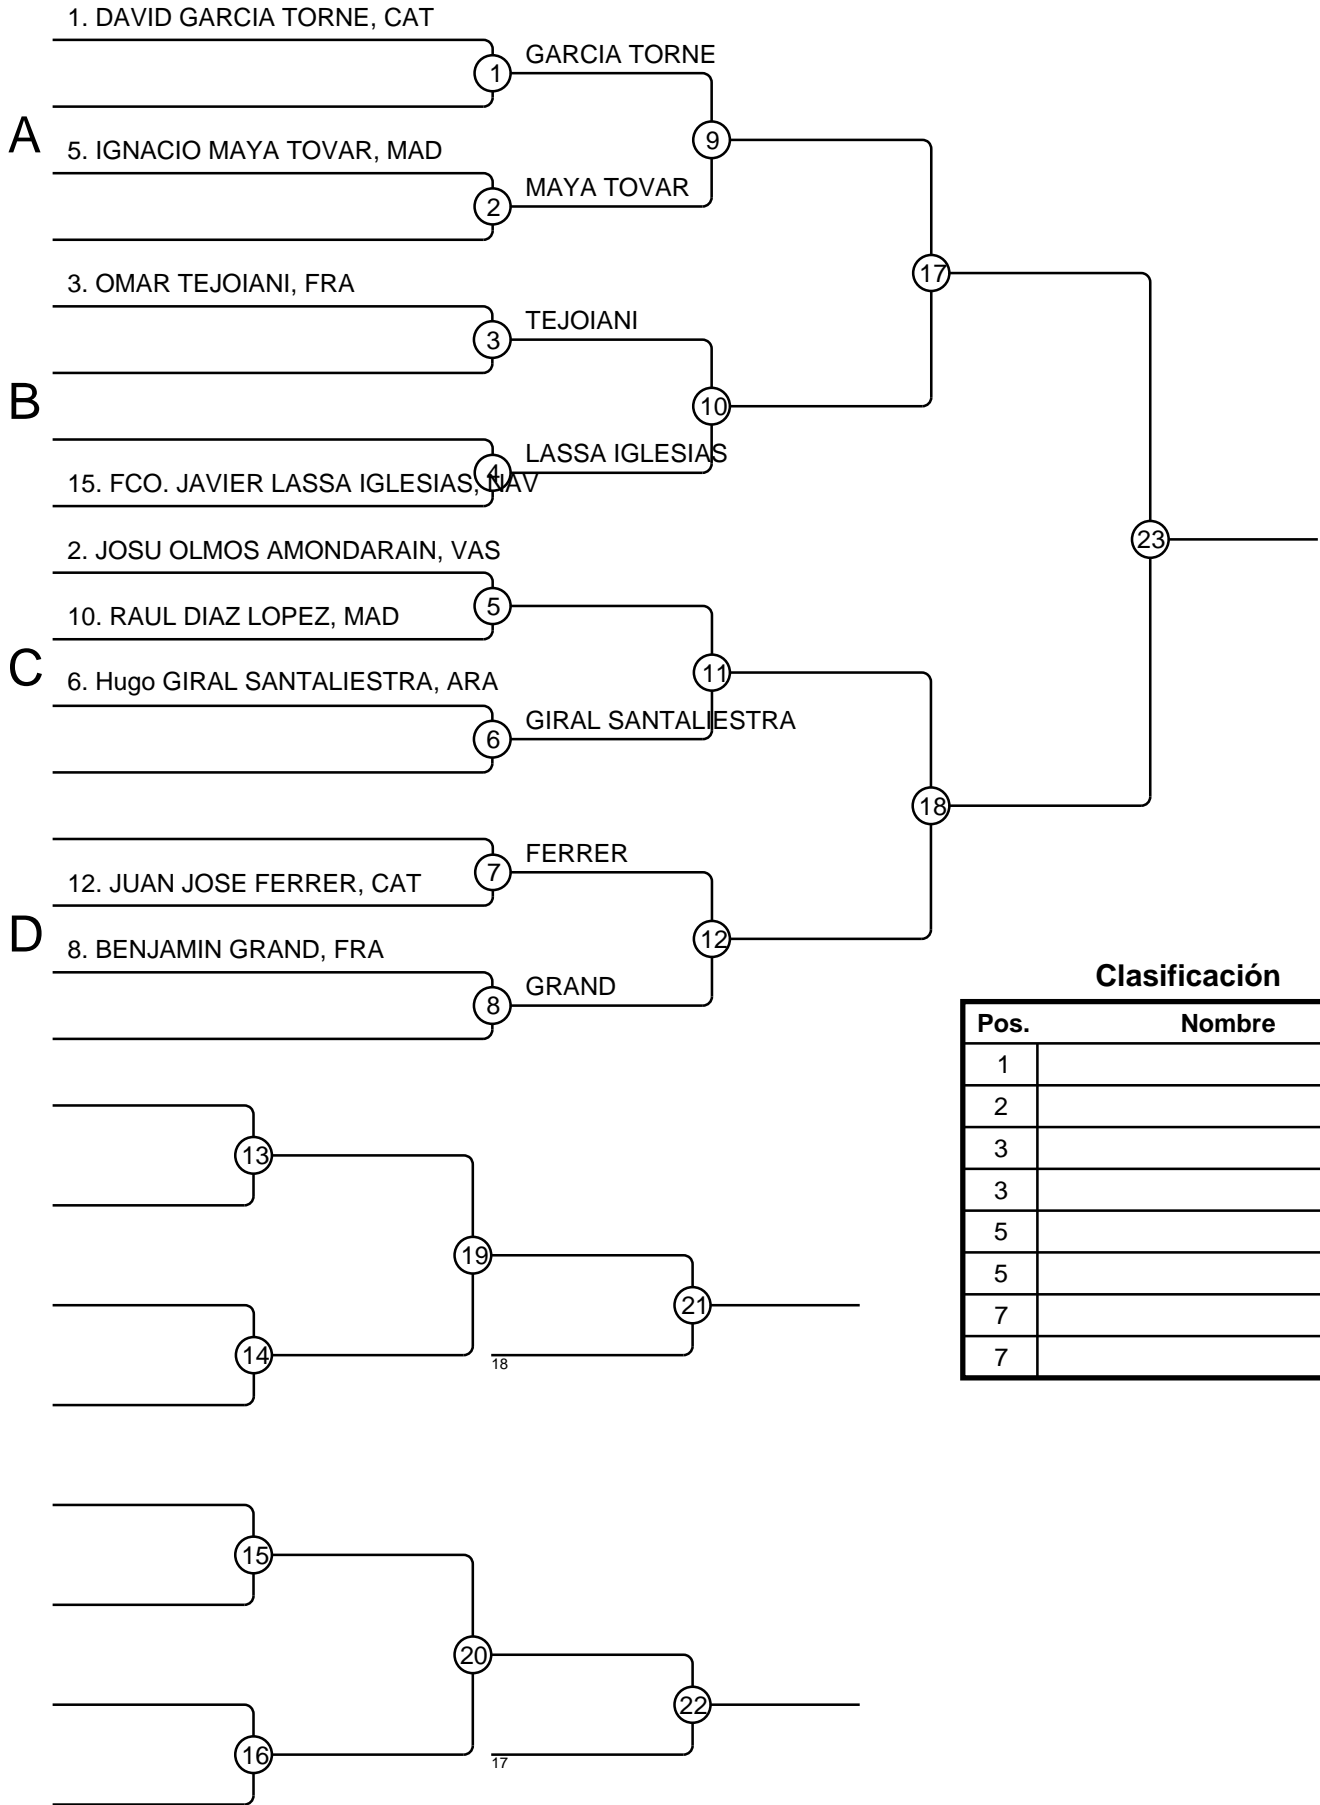 1. DAVID GARCIA TORNE, CAT
GARCIA TORNE
1
A
9
5. IGNACIO MAYA TOVAR, MAD
MAYA TOVAR
2
3. OMAR TEJOIANI, FRA
17
TEJOIANI
3
B
10
LASSA IGLESIAS
4
15. FCO. JAVIER LASSA IGLESIAS, NAV
23
2. JOSU OLMOS AMONDARAIN, VAS
5
10. RAUL DIAZ LOPEZ, MAD
C
11
6. Hugo GIRAL SANTALIESTRA, ARA
GIRAL SANTALIESTRA
6
18
FERRER
7
12. JUAN JOSE FERRER, CAT
D
12
8. BENJAMIN GRAND, FRA
GRAND
8
Clasificación
Pos. Nombre
1
2
3
3
5
5
7
7
13
19
21
14
18
15
20
22
16
17